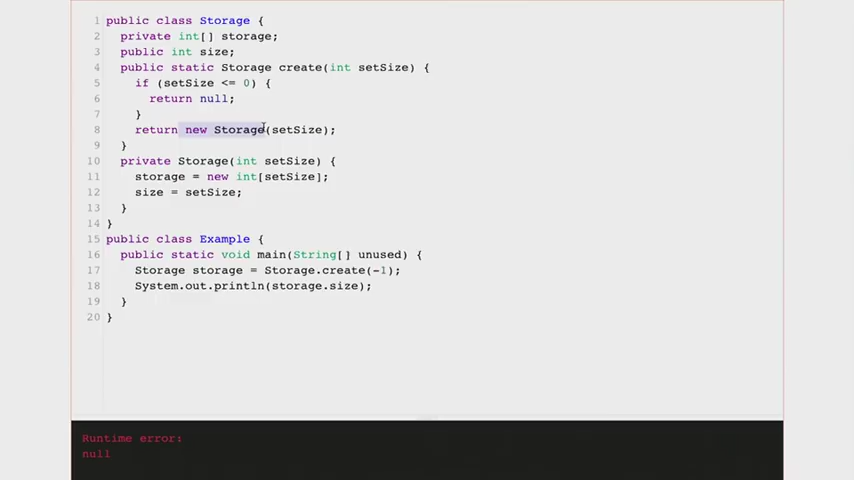 1 public class Storage {
2 private int[] storage;
3 public int size;
4 public static Storage create(int setSize) {
5 if (setSize <= 0) {
6 return null;
7 }
8 return new Storage(setSize);
9 }
10 private Storage(int setSize) {
11 storage = new int[setSize];
12 size = setSize;
13 }
14 }
15 public class Example {
16 public static void main(String[] unused) {
17 Storage storage = Storage.create(-1);
18 System.out.println(storage.size);
19 }
20 }
Runtime error:
null